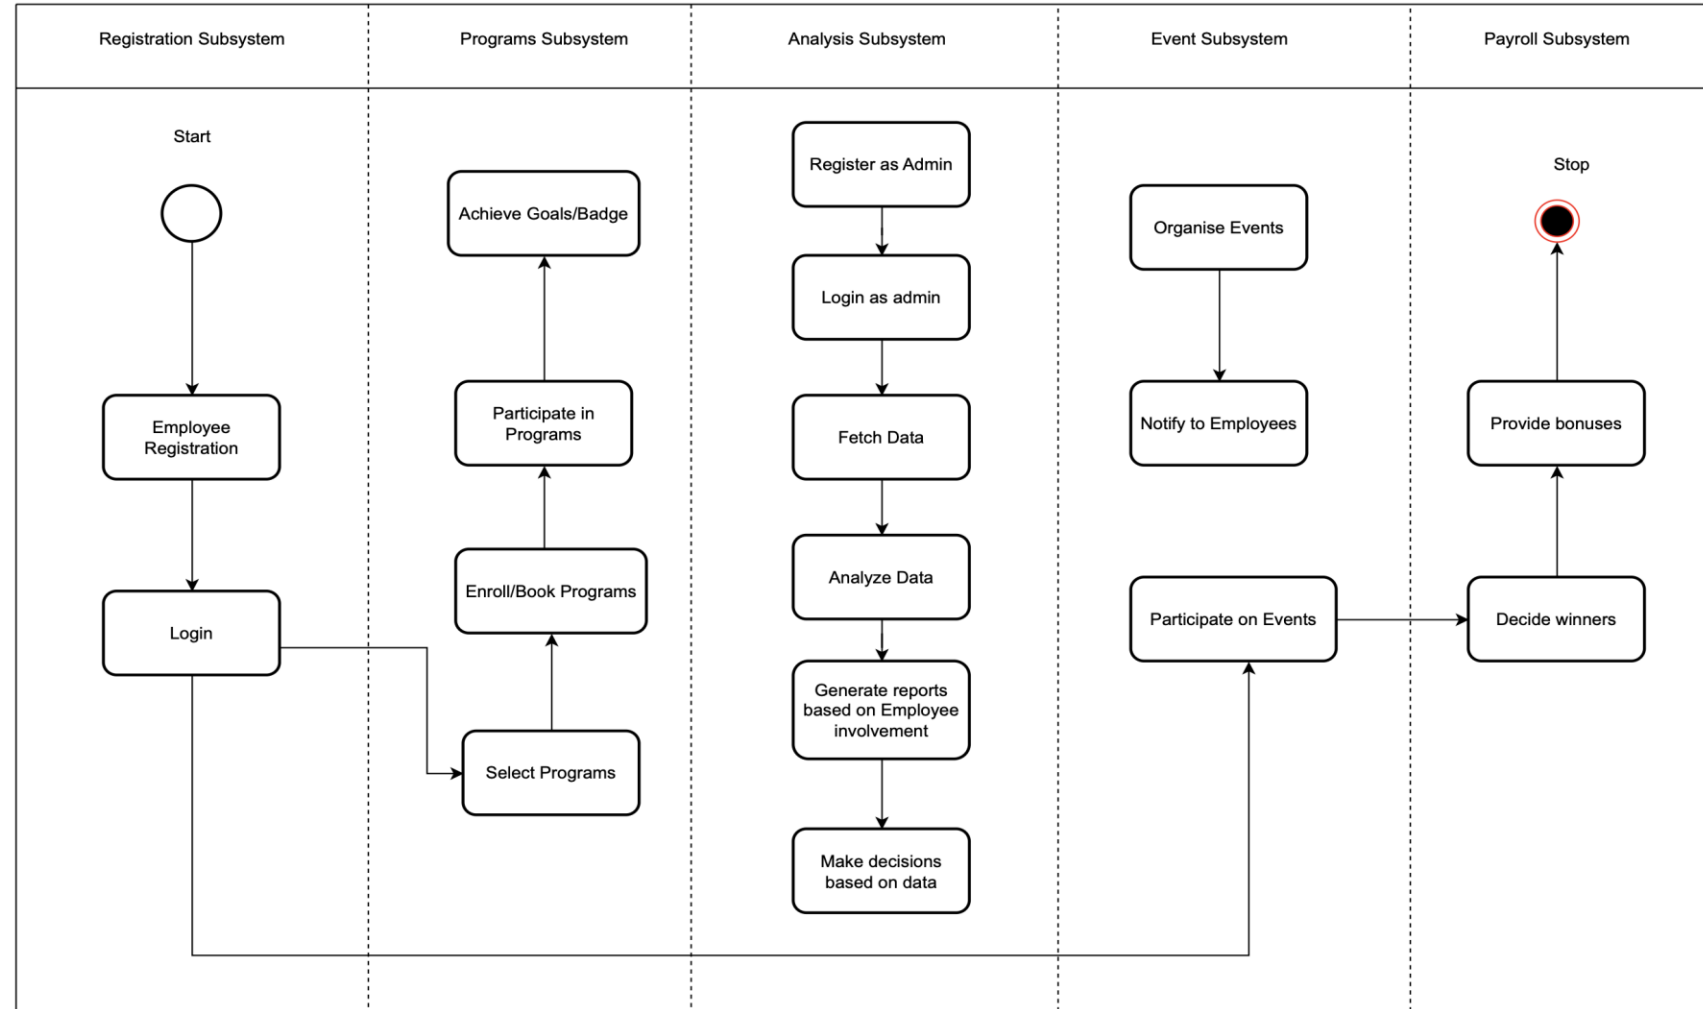 Registration Subsystem
Programs Subsystem
Analysis Subsystem
Event Subsystem
Payroll Subsystem
Start
Employee
Registration
Login
Achieve Goals/Badge
Participate in
Programs
Enroll/Book Programs
Select Programs
Register as Admin
Login as admin
Fetch Data
Analyze Data
Generate reports
based on Employee
involvement
Make decisions
based on data
Organise Events
Notify to Employees
Participate on Events
Stop
Provide bonuses
Decide winners